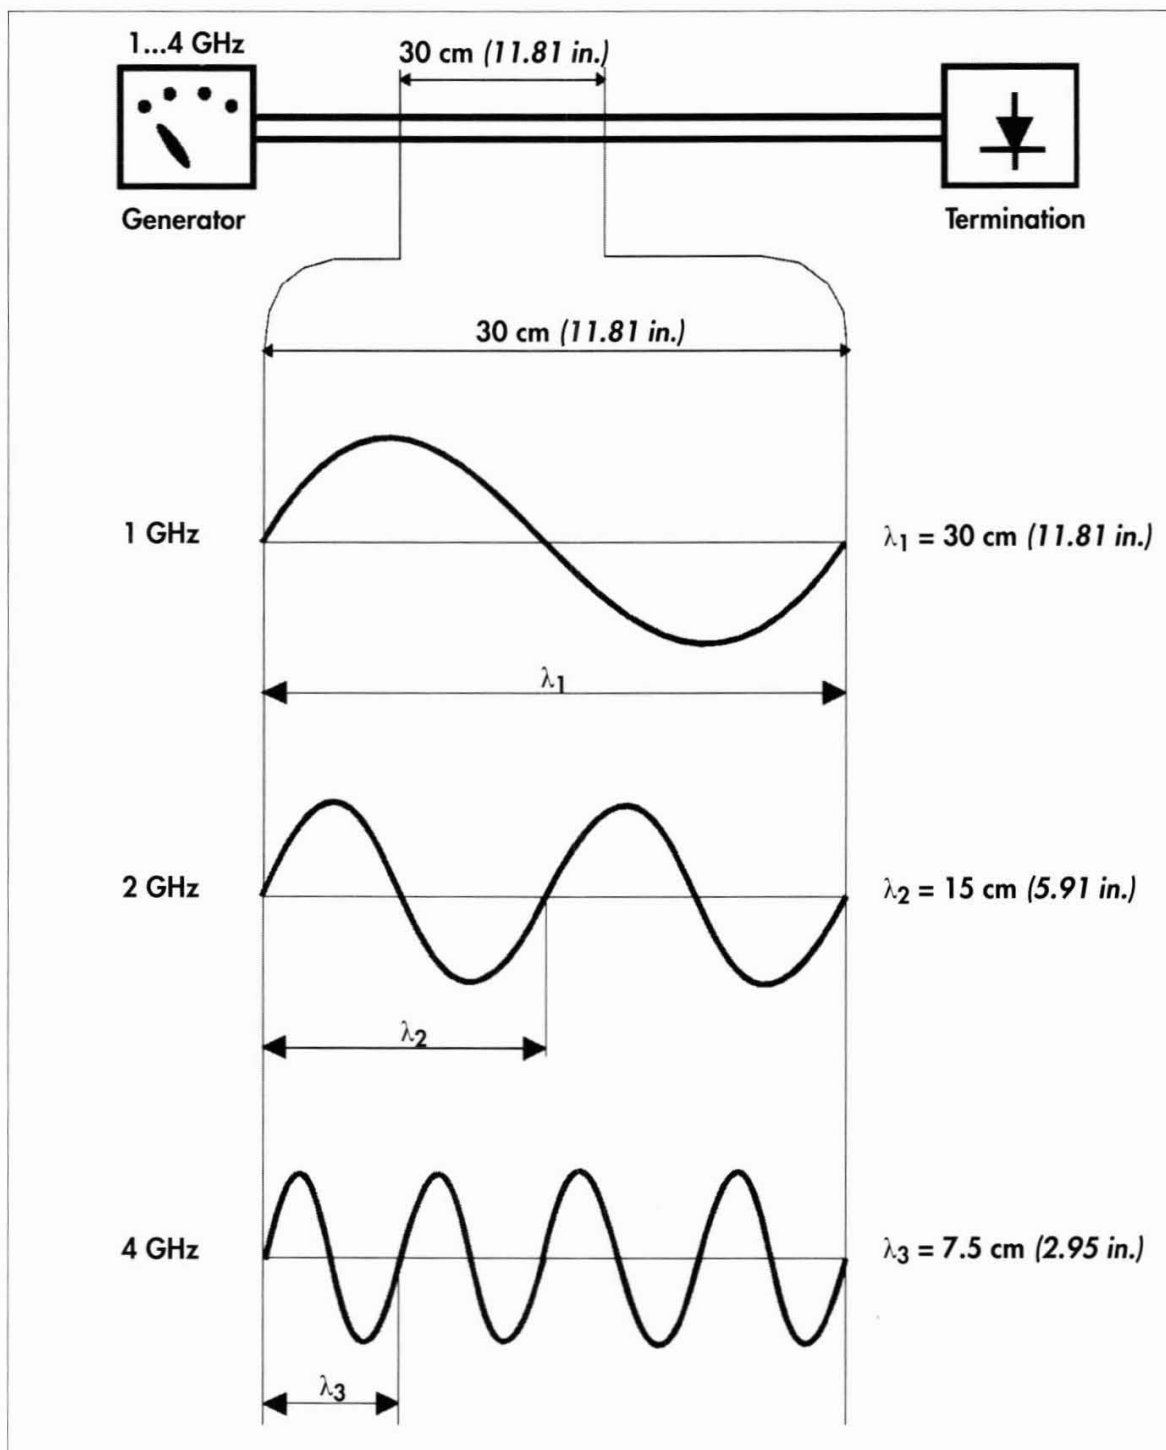 1...4 GHz
30 cm (11.81 in.)
Generator
Termination
30 cm (11.81 in.)
1 GHz
λ1 = 30 cm (11.81 in.)
λ1
2 GHz
λ2 = 15 cm (5.91 in.)
λ2
4 GHz
λ3 = 7.5 cm (2.95 in.)
λ3